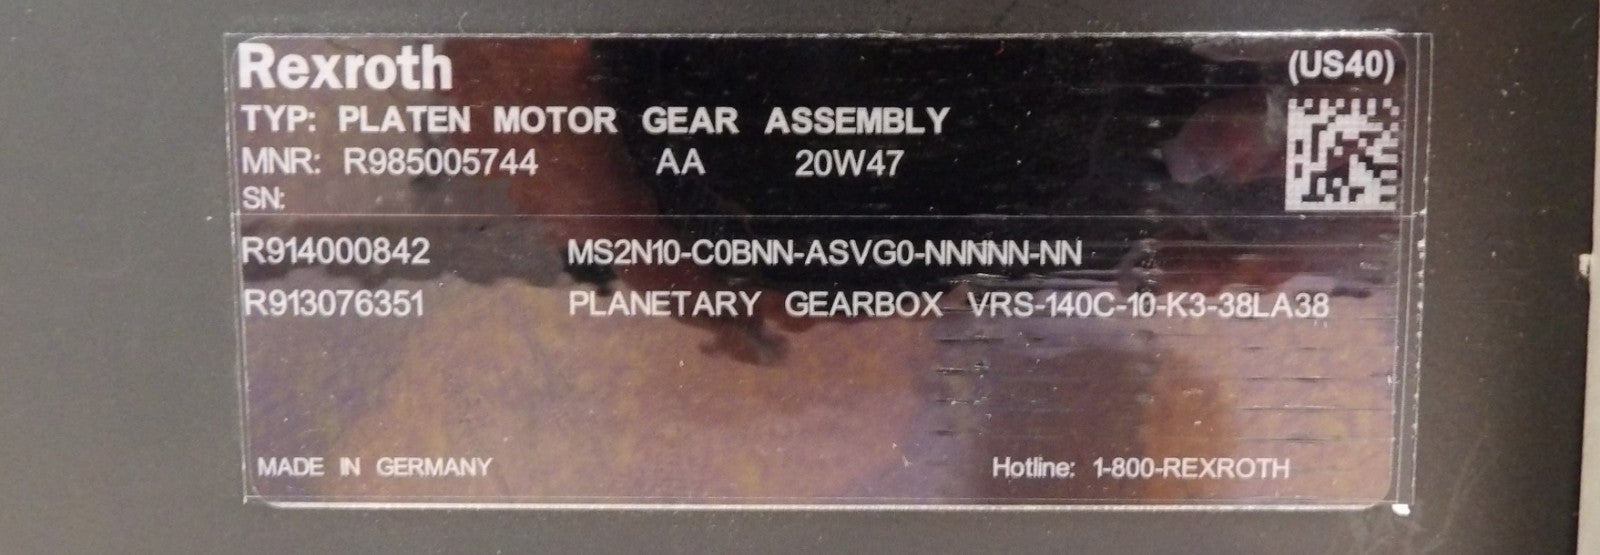 Rexroth (US40)
TYP: PLATEN MOTOR GEAR ASSEMBLY
MNR: R985005744 AA 20W47
SN:
R914000842 MS2N10-C0BNN-ASVG0-NNNNN-NN
R913076351 PLANETARY GEARBOX VRS-140C-10-K3-38LA38
MADE IN GERMANY Hotline: 1-800-REXROTH